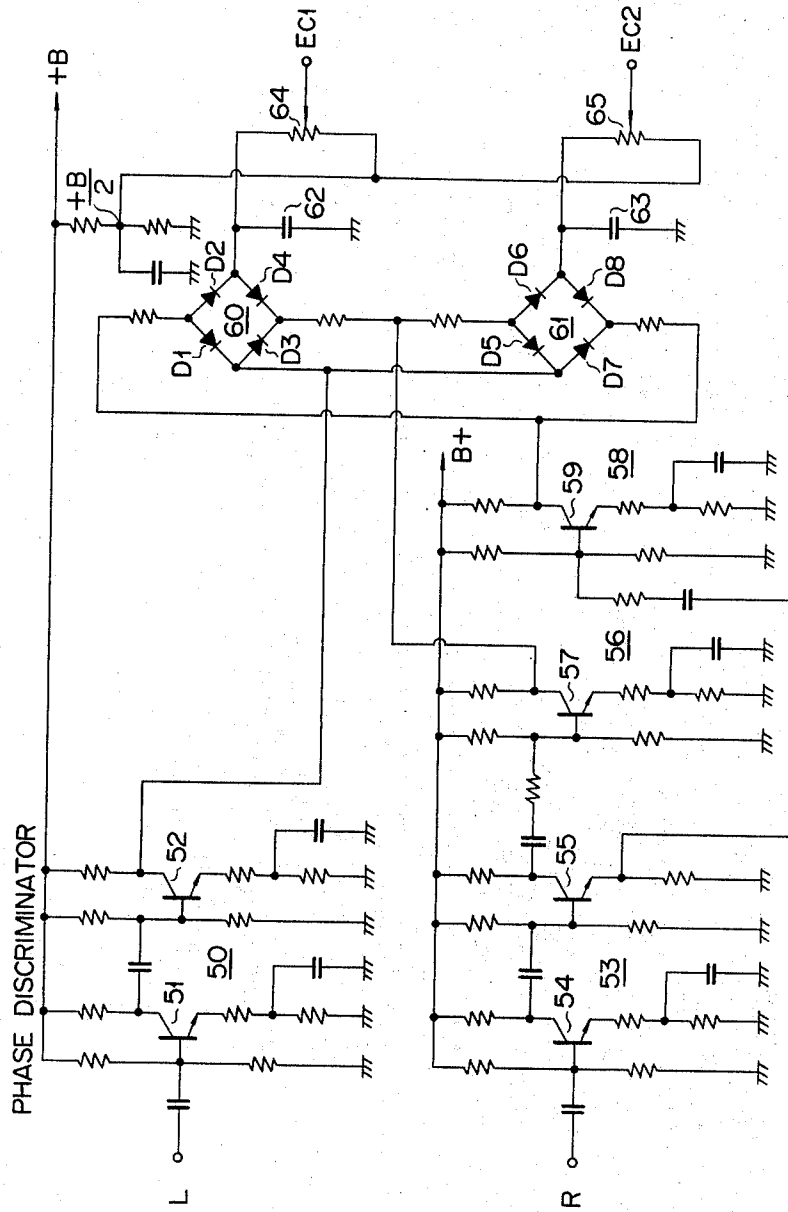 PHASE DISCRIMINATOR
+B
+B
2
L
51
50
52
D1
D2
60
D3
D4
62
64
EC1
R
54
53
55
57
56
B+
59
58
D5
D6
61
D7
D8
63
65
EC2